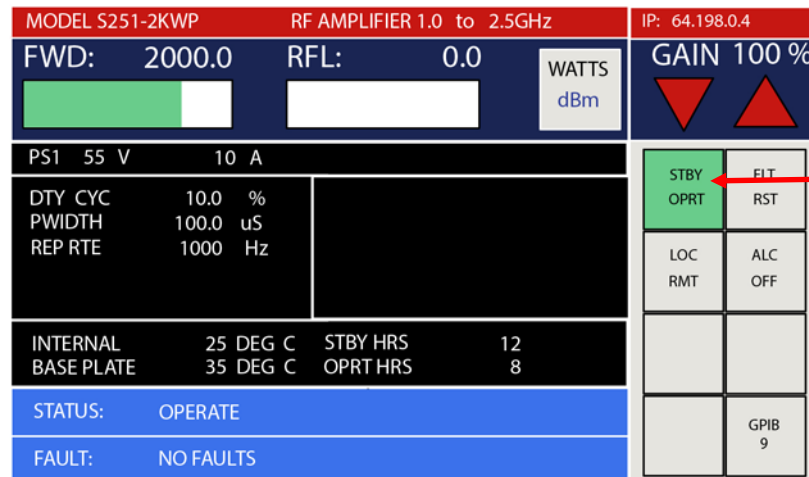 MODEL S251-2KWP RF AMPLIFIER 1.0 to 2.5GHz IP: 64.198.0.4
FWD: 2000.0 RFL: 0.0 WATTS dBm GAIN 100 %
PS1 55 V 10 A
DTY CYC 10.0 %
PWIDTH 100.0 uS
REP RTE 1000 Hz
INTERNAL 25 DEG C STBY HRS 12
BASE PLATE 35 DEG C OPRT HRS 8
STATUS: OPERATE
FAULT: NO FAULTS
STBY
OPRT
FLT
RST
LOC
RMT
ALC
OFF
GPIB
9